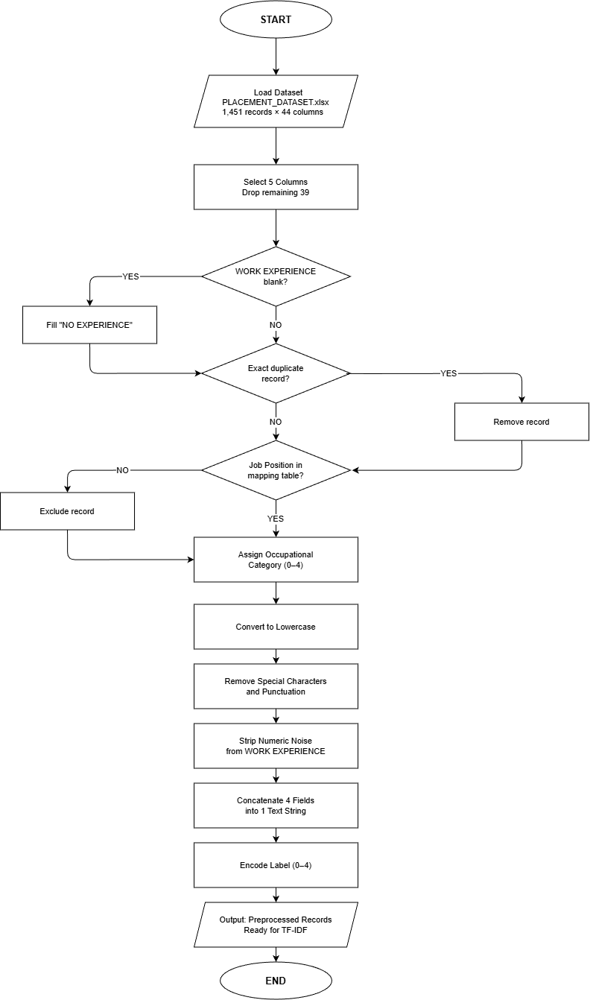 START
Load Dataset
PLACEMENT_DATASET.xlsx
1,451 records × 44 columns
Select 5 Columns
Drop remaining 39
WORK EXPERIENCE
blank?
YES
Fill "NO EXPERIENCE"
NO
Exact duplicate
record?
YES
Remove record
NO
Job Position in
mapping table?
NO
Exclude record
YES
Assign Occupational
Category (0–4)
Convert to Lowercase
Remove Special Characters
and Punctuation
Strip Numeric Noise
from WORK EXPERIENCE
Concatenate 4 Fields
into 1 Text String
Encode Label (0–4)
Output: Preprocessed Records
Ready for TF-IDF
END